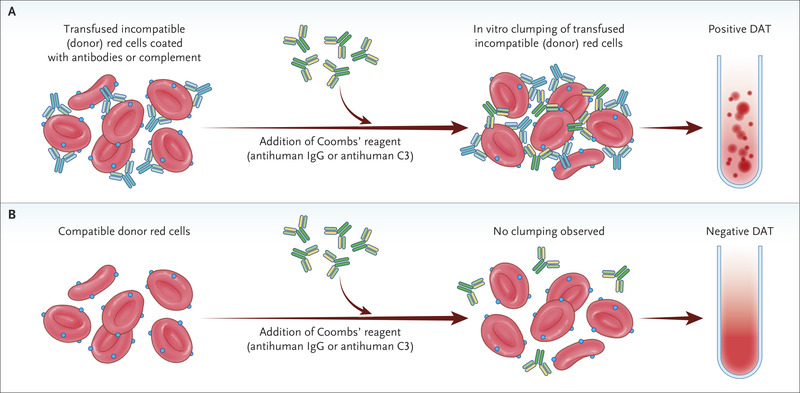 A
Transfused incompatible
(donor) red cells coated
with antibodies or complement
Addition of Coombs’ reagent
(antihuman IgG or antihuman C3)
In vitro clumping of transfused
incompatible (donor) red cells
Positive DAT
B
Compatible donor red cells
Addition of Coombs’ reagent
(antihuman IgG or antihuman C3)
No clumping observed
Negative DAT